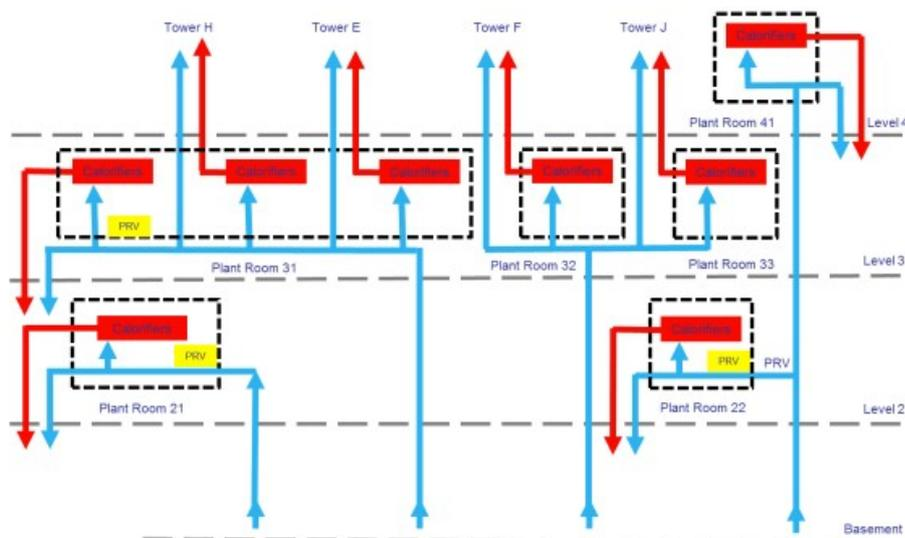 Tower H
Tower E
Tower F
Tower J
Calorifiers
Plant Room 41
Level 4
Calorifiers
Calorifiers
Calorifiers
Calorifiers
Calorifiers
PRV
Plant Room 31
Plant Room 32
Plant Room 33
Level 3
Calorifiers
Calorifiers
PRV
PRV
PRV
Plant Room 21
Plant Room 22
Level 2
Basement